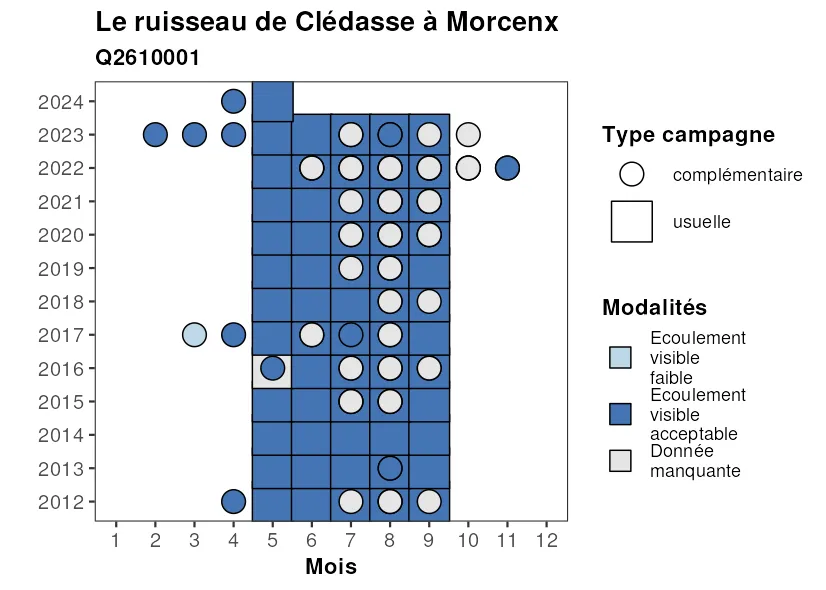 Le ruisseau de Clédasse à Morcenx
Q2610001
2024
2023
2022
2021
2020
2019
2018
2017
2016
2015
2014
2013
2012
1 2 3 4 5 6 7 8 9 10 11 12
Mois
Type campagne
complémentaire
usuelle
Modalités
Ecoulement
visible
faible
Ecoulement
visible
acceptable
Donnée
manquante